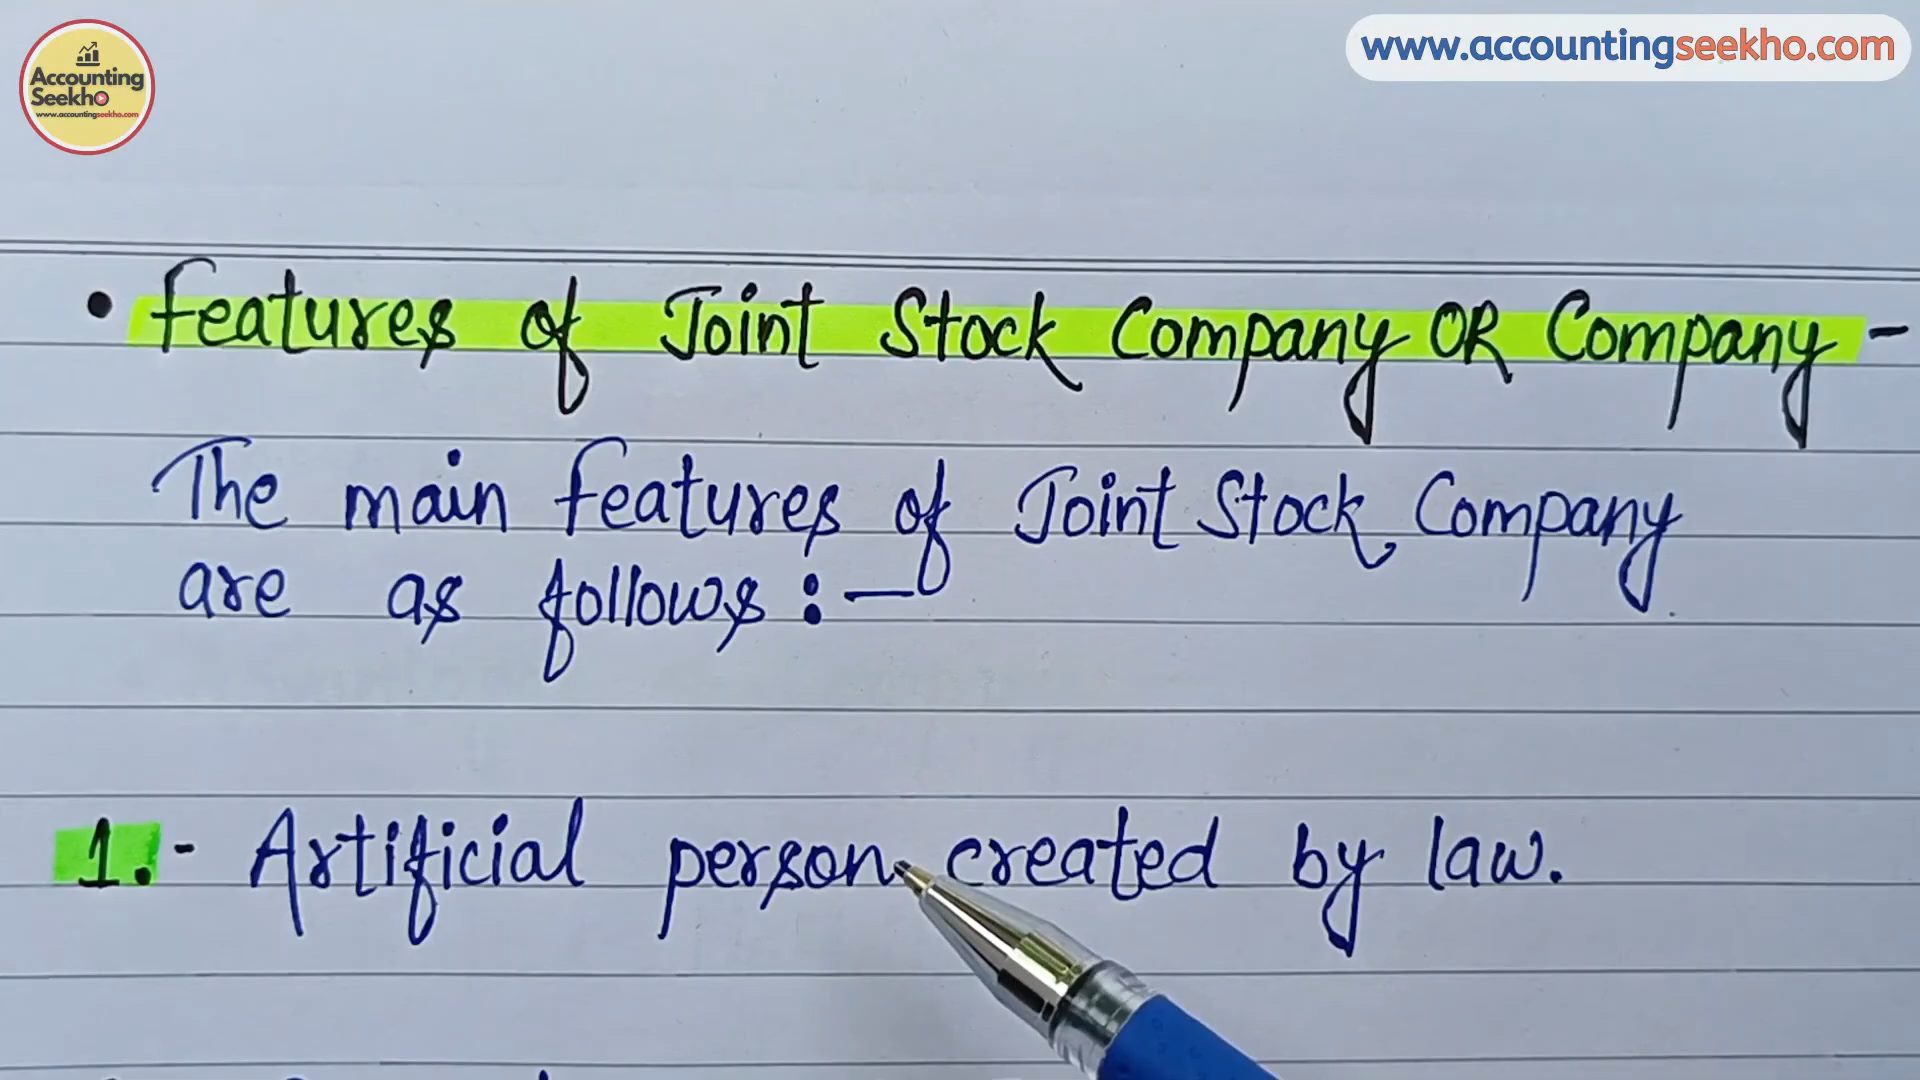 Accounting
Seekho
www.accountingseekho.com
www.accountingseekho.com
• Features of Joint Stock Company OR Company -
The main features of Joint Stock Company
are as follows :-
1. - Artificial person created by law.